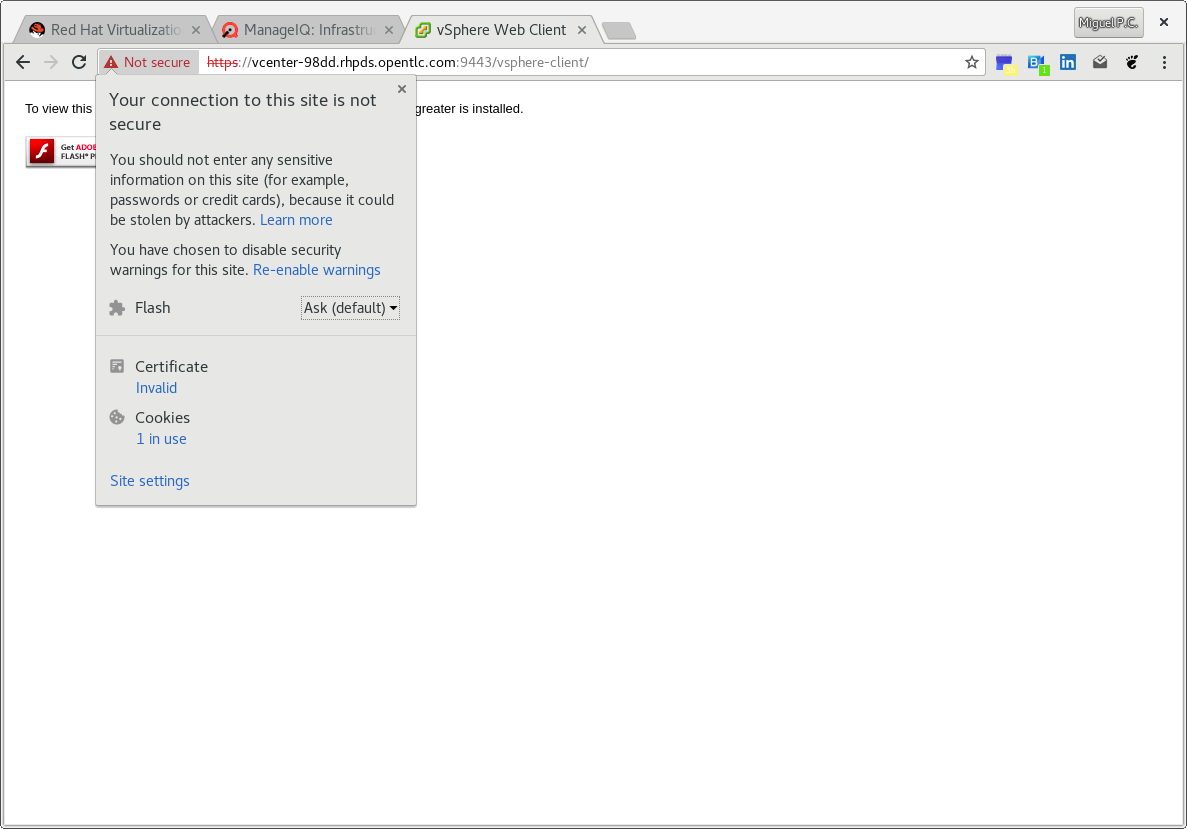 Red Hat Virtualizatio
ManageIQ: Infrastru
vSphere Web Client
Miguel P.C.
Not secure
https://vcenter-98dd.rhpds.opentlc.com:9443/vsphere-client/
1
To view this
greater is installed.
Get ADOB
FLASH® P
Your connection to this site is not
secure
You should not enter any sensitive
information on this site (for example,
passwords or credit cards), because it could
be stolen by attackers. Learn more
You have chosen to disable security
warnings for this site. Re-enable warnings
Flash
Ask (default)
Certificate
Invalid
Cookies
1 in use
Site settings